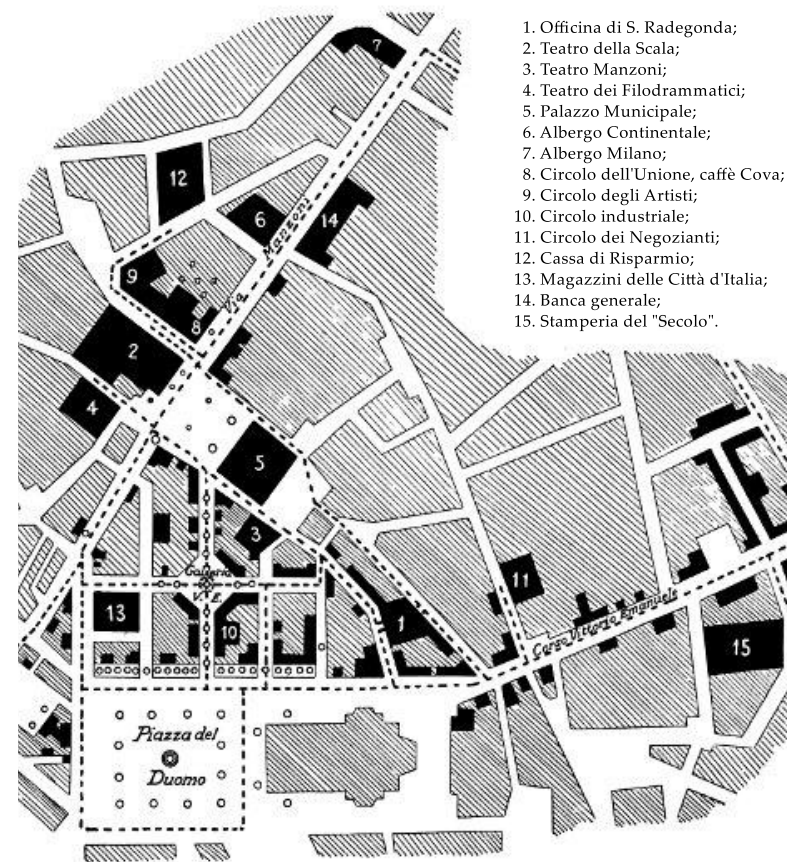 1. Officina di S. Radegonda;
2. Teatro della Scala;
3. Teatro Manzoni;
4. Teatro dei Filodrammatici;
5. Palazzo Municipale;
6. Albergo Continentale;
7. Albergo Milano;
8. Circolo dell'Unione, caffè Cova;
9. Circolo degli Artisti;
10. Circolo industriale;
11. Circolo dei Negozianti;
12. Cassa di Risparmio;
13. Magazzini delle Città d'Italia;
14. Banca generale;
15. Stamperia del "Secolo".
7
12
6
14
Via Manzoni
9
8
2
4
5
3
Galleria
V. E.
11
13
10
1
Corso Vittorio Emanuele
15
Piazza del
Duomo